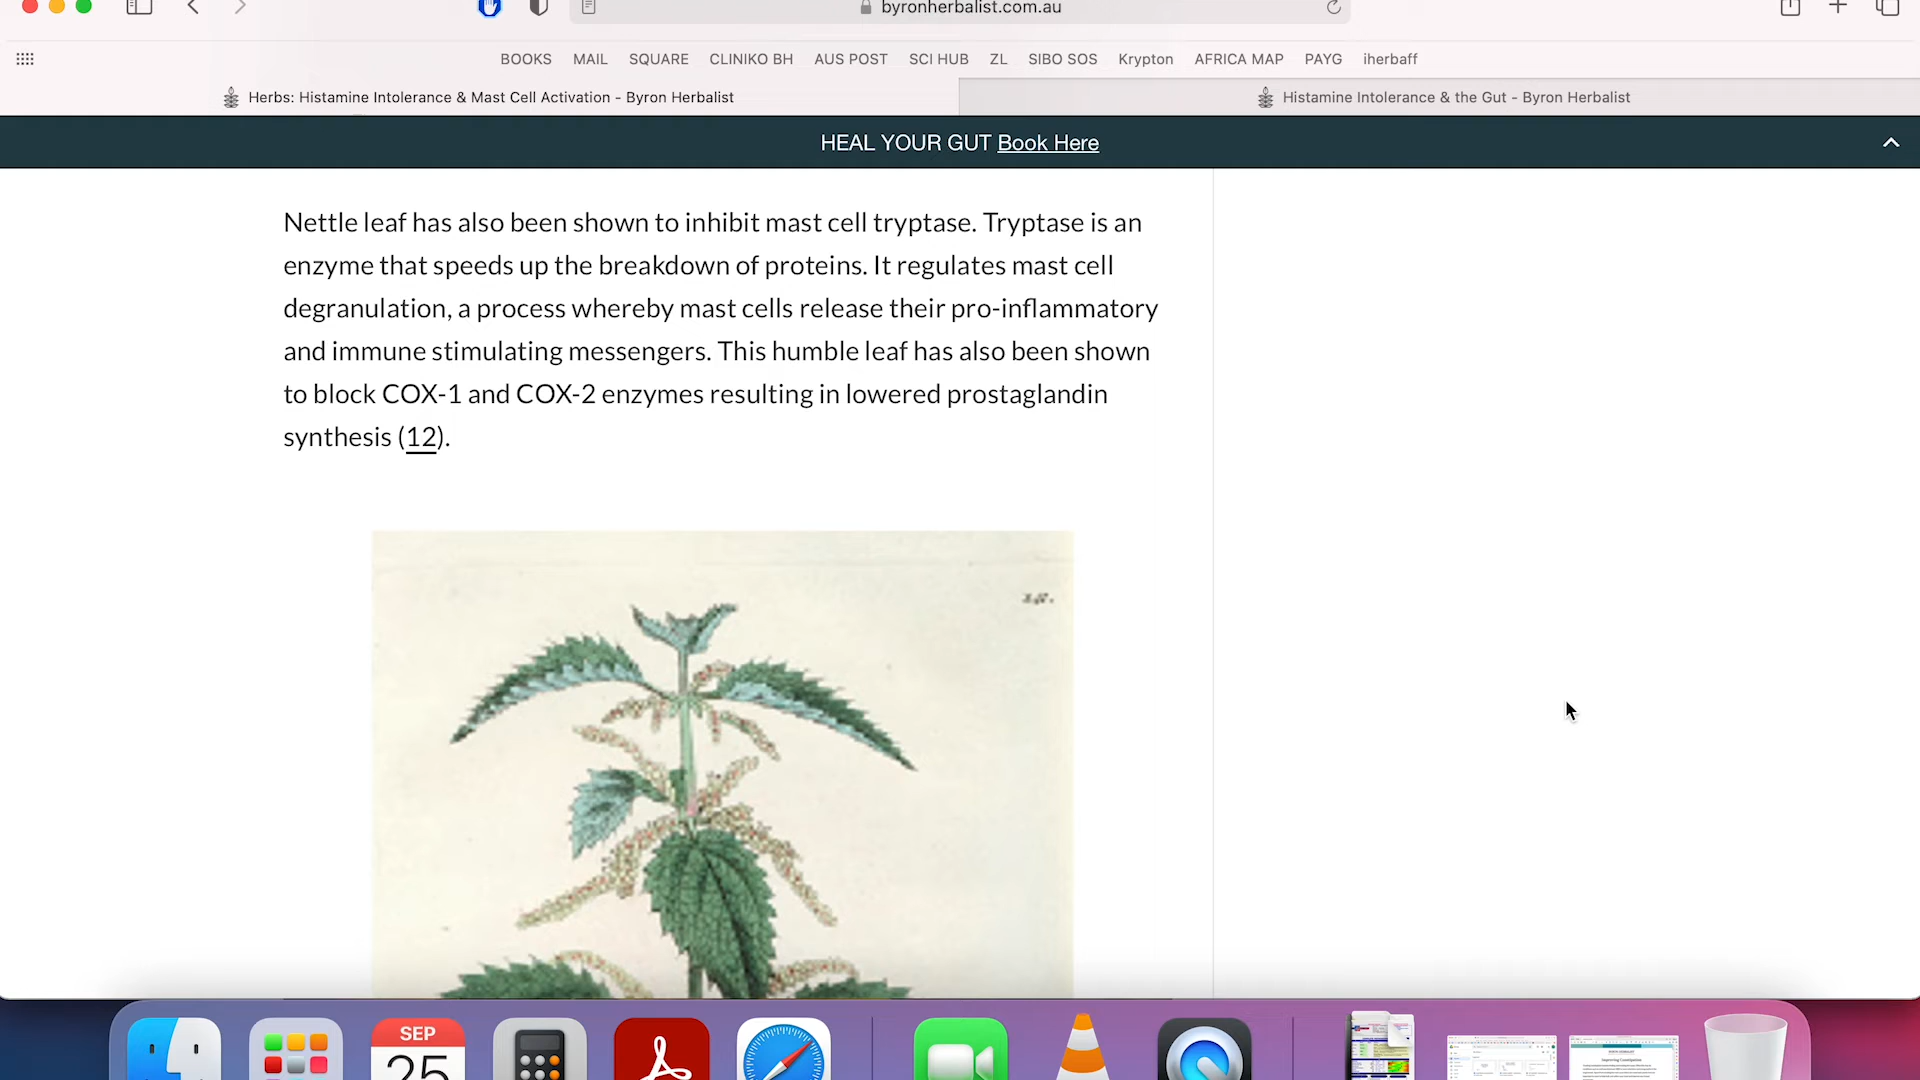 byronherbalist.com.au
BOOKS MAIL SQUARE CLINIKO BH AUS POST SCI HUB ZL SIBO SOS Krypton AFRICA MAP PAYG iherbaff
Herbs: Histamine Intolerance & Mast Cell Activation - Byron Herbalist
Histamine Intolerance & the Gut - Byron Herbalist
HEAL YOUR GUT Book Here
Nettle leaf has also been shown to inhibit mast cell tryptase. Tryptase is an
enzyme that speeds up the breakdown of proteins. It regulates mast cell
degranulation, a process whereby mast cells release their pro-inflammatory
and immune stimulating messengers. This humble leaf has also been shown
to block COX-1 and COX-2 enzymes resulting in lowered prostaglandin
synthesis (12).
SEP
25